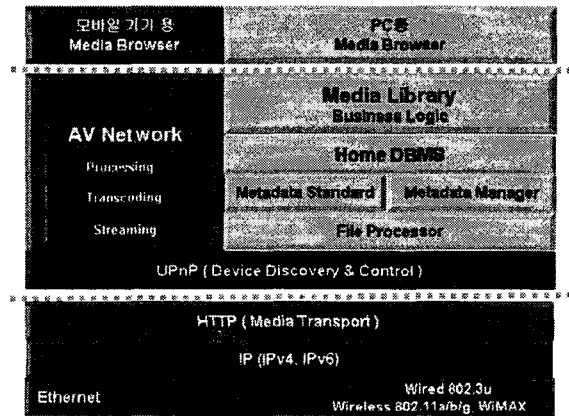 모바일 기기 용
Media Browser
PC용
Media Browser
Media Library
Business Logic
AV Network
Processing
Transcoding
Streaming
Home DBMS
Metadata Standard
Metadata Manager
File Processor
UPnP ( Device Discovery & Control )
HTTP ( Media Transport )
IP (IPv4, IPv6)
Ethernet
Wired 802.3u
Wireless 802.11a/b/g, WiMAX